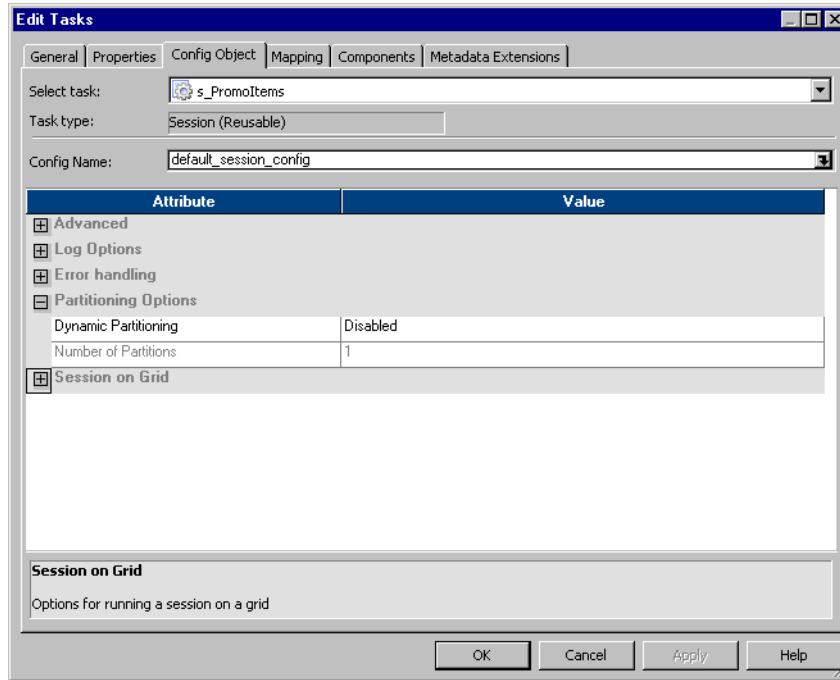 Edit Tasks
General Properties Config Object Mapping Components Metadata Extensions
Select task: s_PromoItems
Task type: Session (Reusable)
Config Name: default_session_config
Attribute Value
Advanced
Log Options
Error handling
Partitioning Options
Dynamic Partitioning Disabled
Number of Partitions 1
Session on Grid
Session on Grid
Options for running a session on a grid
OK Cancel Apply Help